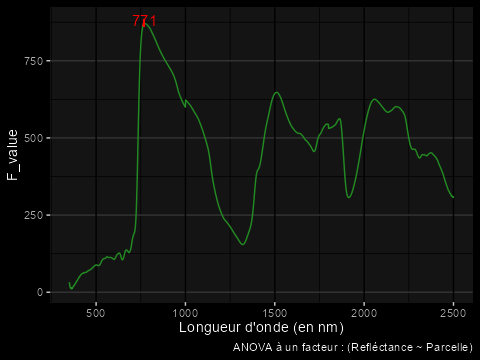 771
750
500
250
0
F_value
500 1000 1500 2000 2500
Longueur d'onde (en nm)
ANOVA à un facteur : (Refléctance ~ Parcelle)